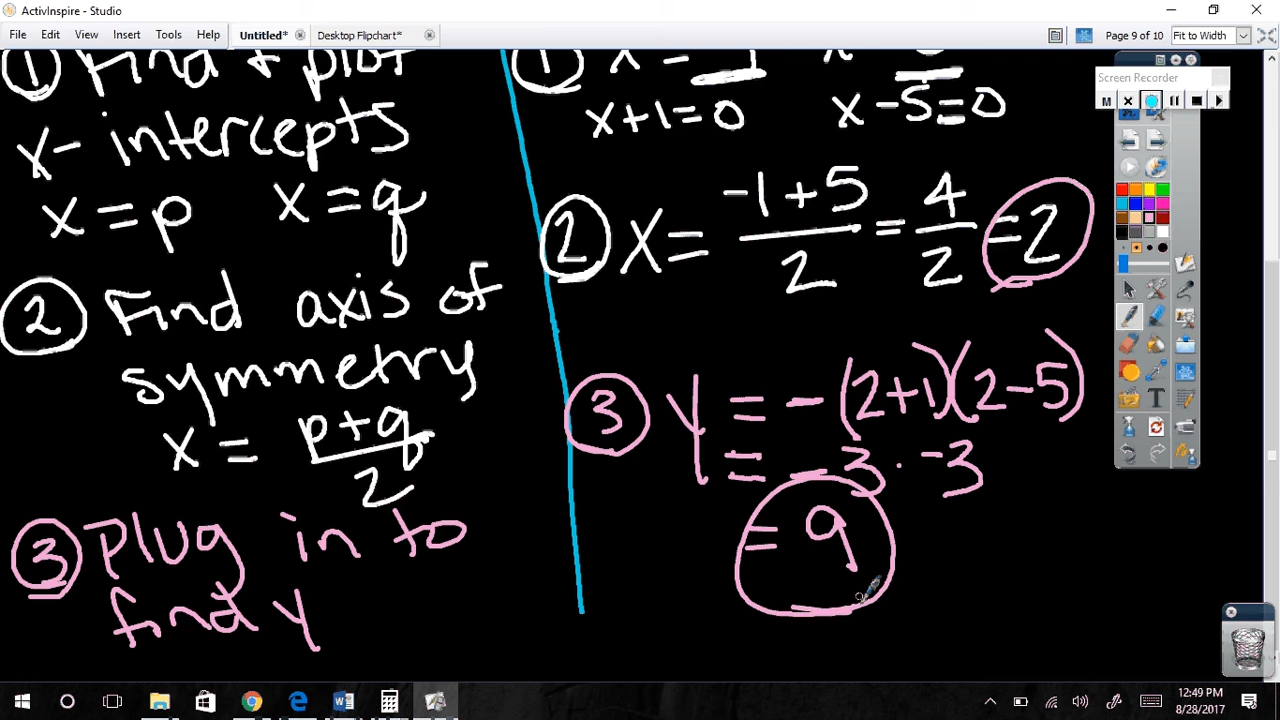 ActivInspire - Studio
File Edit View Insert Tools Help Untitled* Desktop Flipchart* Page 9 of 10 Fit to Width
Screen Recorder
① Find + plot
x- intercepts
x = p x = q
② Find axis of
symmetry
x = p+q
2
③ Plug in to
find y
① x = -1
x+1=0 x-5=0
② X= -1+5 = 4 =2
2 2
③ y = -(2+1)(2-5)
= -3·-3
= 9
12:49 PM
8/28/2017